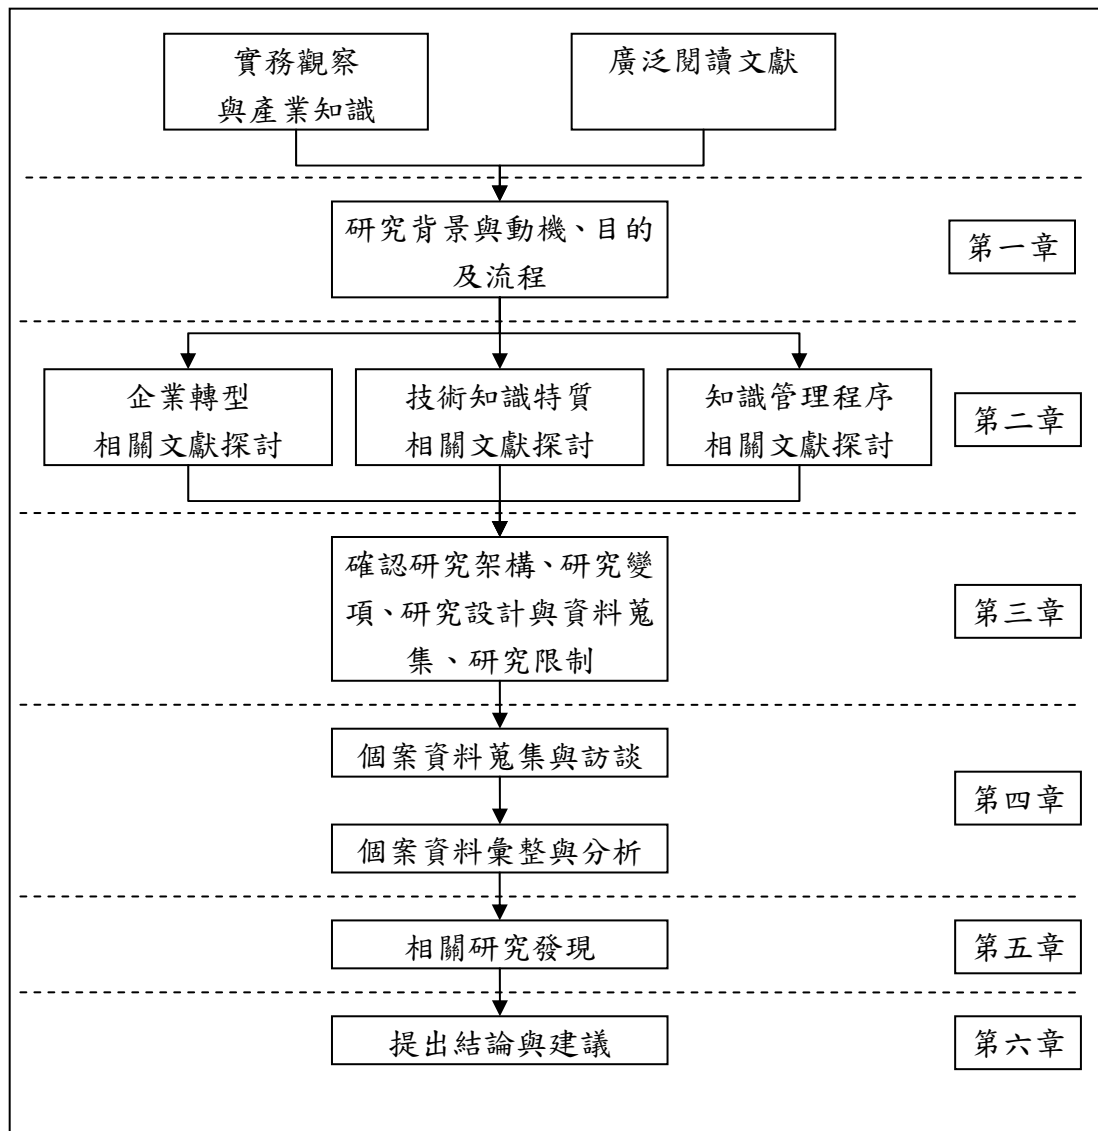 實務觀察
與產業知識
廣泛閱讀文獻
研究背景與動機、目的
及流程
第一章
企業轉型
相關文獻探討
技術知識特質
相關文獻探討
知識管理程序
相關文獻探討
第二章
確認研究架構、研究變
項、研究設計與資料蒐
集、研究限制
第三章
個案資料蒐集與訪談
個案資料彙整與分析
第四章
相關研究發現
第五章
提出結論與建議
第六章